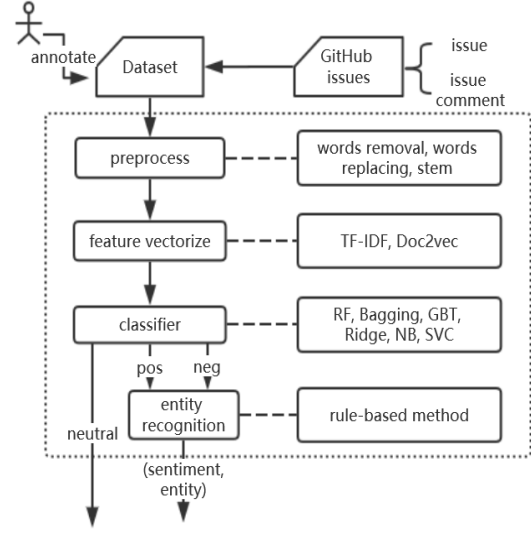 annotate
Dataset
GitHub
issues
issue
issue
comment
preprocess
words removal, words
replacing, stem
feature vectorize
TF-IDF, Doc2vec
classifier
RF, Bagging, GBT,
Ridge, NB, SVC
pos
neg
entity
recognition
rule-based method
neutral
(sentiment,
entity)